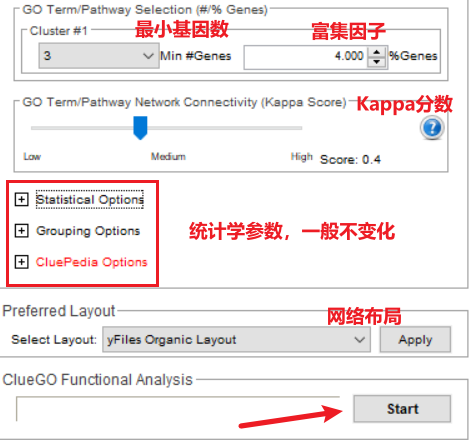 GO Term/Pathway Selection (#/% Genes)
最小基因数 富集因子
Cluster #1
3 Min #Genes 4.000 %Genes
GO Term/Pathway Network Connectivity (Kappa Score) Kappa分数
?
Low Medium High Score: 0.4
+ Statistical Options
+ Grouping Options 统计学参数，一般不变化
+ CluePedia Options
Preferred Layout 网络布局
Select Layout: yFiles Organic Layout Apply
ClueGO Functional Analysis
Start